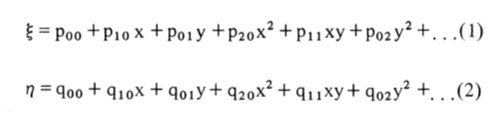 ξ = p₀₀ + p₁₀ x + p₀₁ y + p₂₀x² + p₁₁ xy + p₀₂ y² + . . .(1)
η = q₀₀ + q₁₀x + q₀₁y + q₂₀x² + q₁₁xy + q₀₂y² + . . .(2)